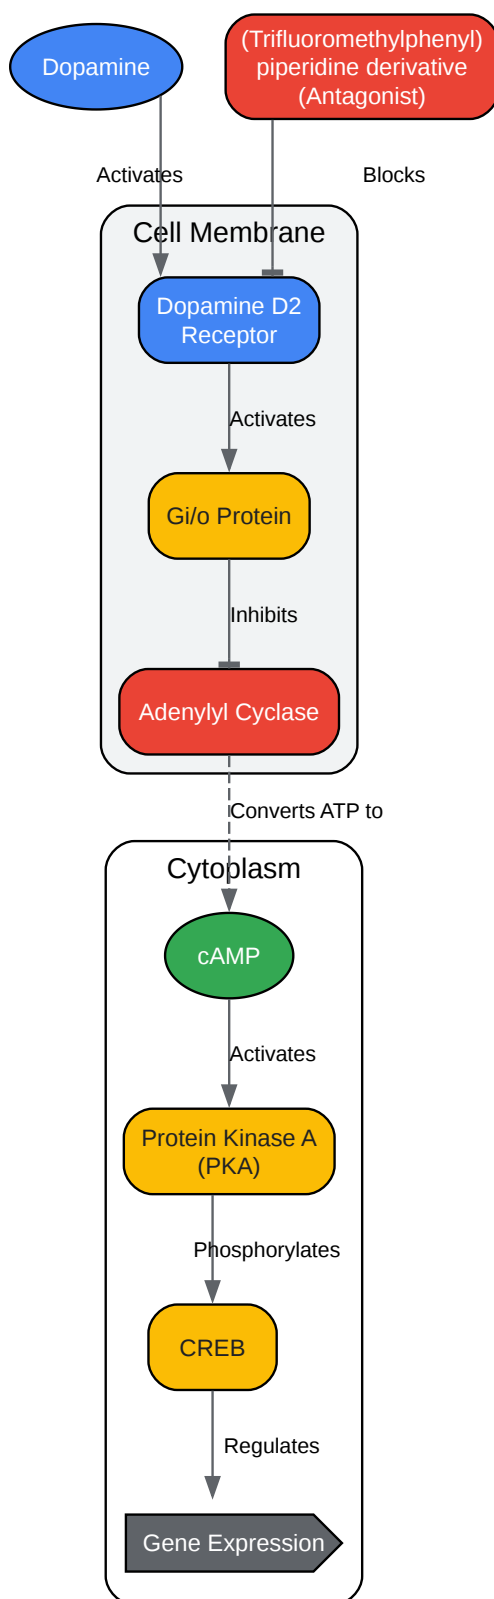 Dopamine
(Trifluoromethylphenyl)
piperidine derivative
(Antagonist)
Activates
Blocks
Cell Membrane
Dopamine D2
Receptor
Activates
Gi/o Protein
Inhibits
Adenylyl Cyclase
Converts ATP to
Cytoplasm
cAMP
Activates
Protein Kinase A
(PKA)
Phosphorylates
CREB
Regulates
Gene Expression